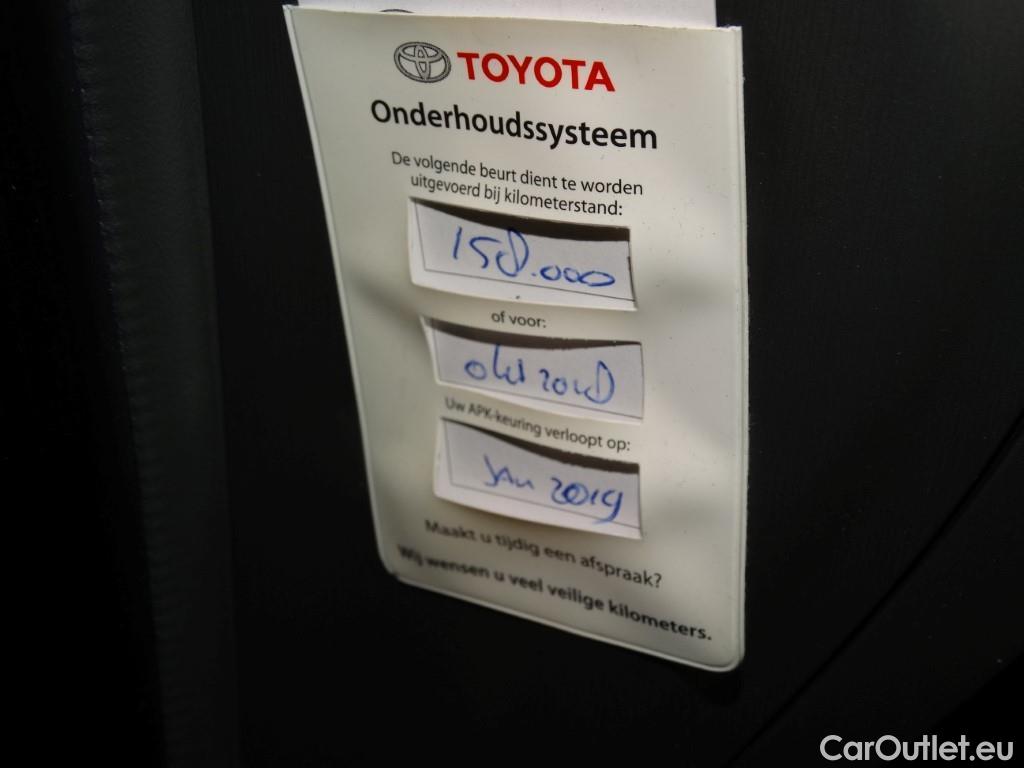 TOYOTA
Onderhoudssysteem
De volgende beurt dient te worden
uitgevoerd bij kilometerstand:
158.000
of voor:
okt 2018
Uw APK-keuring verloopt op:
Jan 2019
Maakt u tijdig een afspraak?
Wij wensen u veel veilige kilometers.
CarOutlet.eu